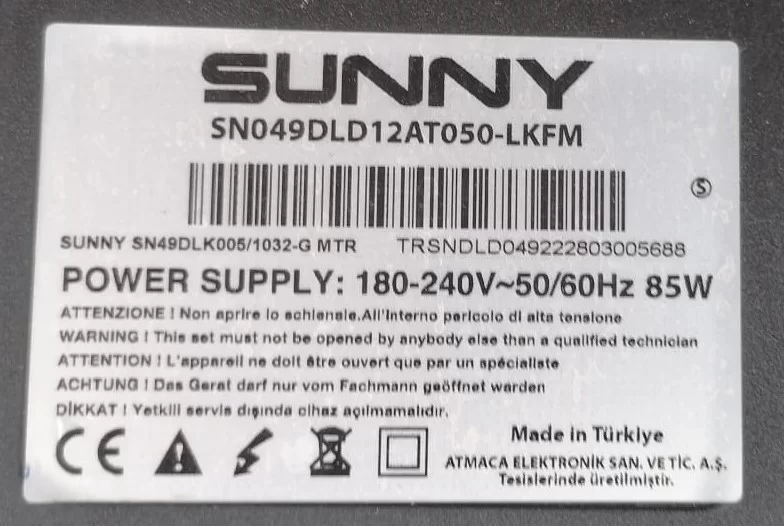 SUNNY
SN049DLD12AT050-LKFM
S
SUNNY SN49DLK005/1032-G MTR TRSNDLD049222803005688
POWER SUPPLY: 180-240V~50/60Hz 85W
ATTENZIONE ! Non aprire lo schienale.All'interno pericolo di alta tensione
WARNING ! This set must not be opened by anybody else than a qualified technician
ATTENTION ! L'appareil ne doit être ouvert que par un spécialiste
ACHTUNG ! Das Gerat darf nur vom Fachmann geöffnet warden
DİKKAT ! Yetkili servis dışında cihaz açılmamalıdır.
CE
Made in Türkiye
ATMACA ELEKTRONİK SAN. VE TİC. A.Ş.
Tesislerinde üretilmiştir.